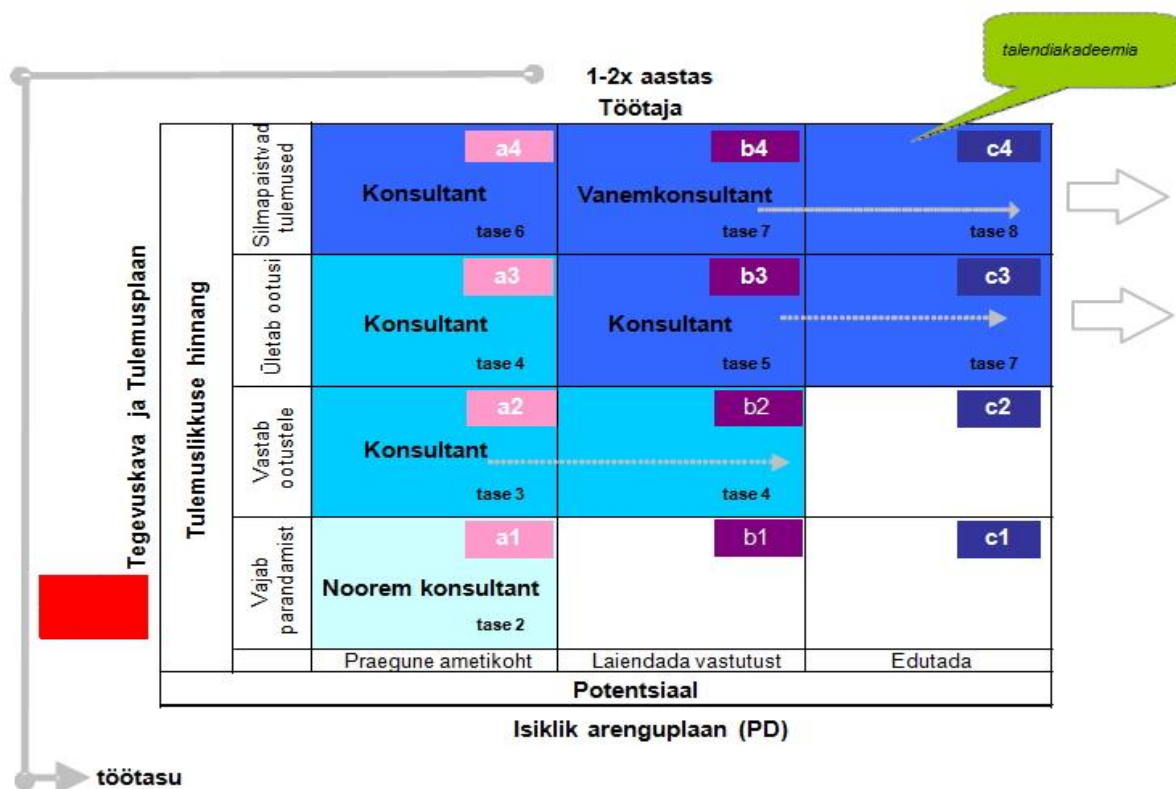 talendiakadeemia
1-2x aastas
Töötaja
Tegevuskava ja Tulemusplaan
Tulemuslikkuse hinnang
Silmapaistvad
tulemused
a4
Konsultant
tase 6
b4
Vanemkonsultant
tase 7
c4
tase 8
Ületab ootusi
a3
Konsultant
tase 4
b3
Konsultant
tase 5
c3
tase 7
Vastab
ootustele
a2
Konsultant
tase 3
b2
tase 4
c2
Vajab
parandamist
a1
Noorem konsultant
tase 2
b1
c1
Praegune ametikoht
Laiendada vastutust
Edutada
Potentsiaal
Isiklik arenguplaan (PD)
töötasu